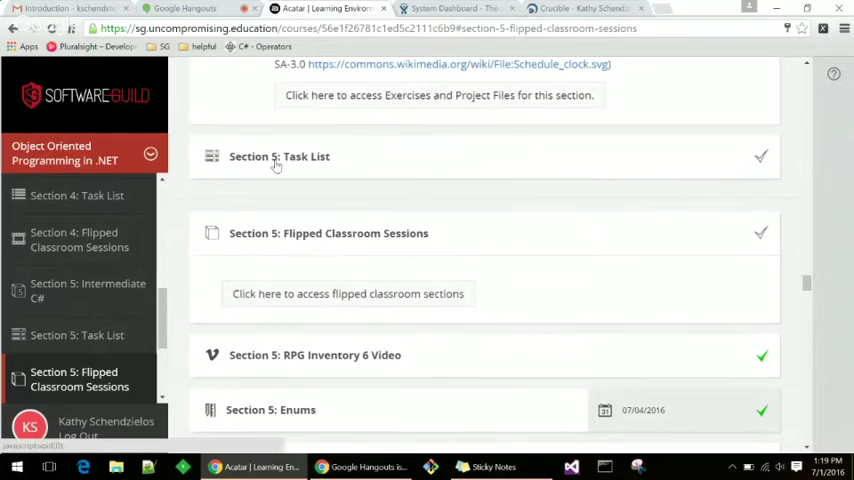 Introduction - kschendst
Google Hangouts
Acatar | Learning Environ
System Dashboard - The
Crucible - Kathy Schendzi
https://sg.uncompromising.education/courses/56e1f26781c1ed5c2111c6b9#section-5-flipped-classroom-sessions
Apps
Pluralsight – Develop
SG
helpful
C# - Operators
SA-3.0 https://commons.wikimedia.org/wiki/File:Schedule_clock.svg)
Click here to access Exercises and Project Files for this section.
SOFTWARE GUILD
Object Oriented
Programming in .NET
Section 4: Task List
Section 4: Flipped
Classroom Sessions
Section 5: Intermediate
C#
Section 5: Task List
Section 5: Flipped
Classroom Sessions
KS
Kathy Schendzielos
Log Out
javascript:void(0);
Section 5: Task List
Section 5: Flipped Classroom Sessions
Click here to access flipped classroom sections
Section 5: RPG Inventory 6 Video
Section 5: Enums
31
07/04/2016
Acatar | Learning En...
Google Hangouts is...
Sticky Notes
1:19 PM
7/1/2016